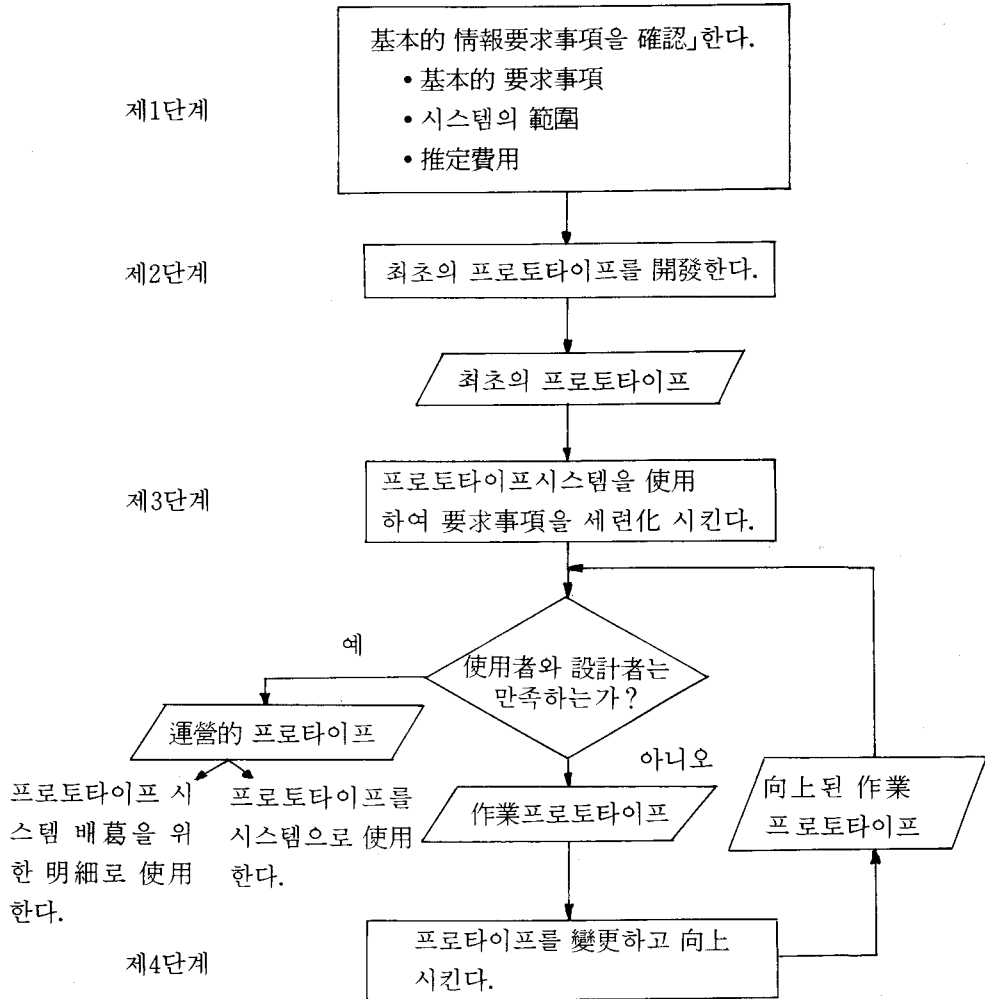 基本的 情報要求事項을 確認」한다.
• 基本的 要求事項
• 시스템의 範圍
• 推定費用
제1단계
제2단계
최초의 프로토타이프를 開發한다.
최초의 프로토타이프
제3단계
프로토타이프시스템을 使用
하여 要求事項을 세련化 시킨다.
예
使用者와 設計者는
만족하는가?
運營的 프로타이프
아니오
프로토타이프 시
스템 배葛을 위
한 明細로 使用
한다.
프로토타이프를
시스템으로 使用
한다.
作業프로토타이프
向上된 作業
프로토타이프
제4단계
프로타이프를 變更하고 向上
시킨다.